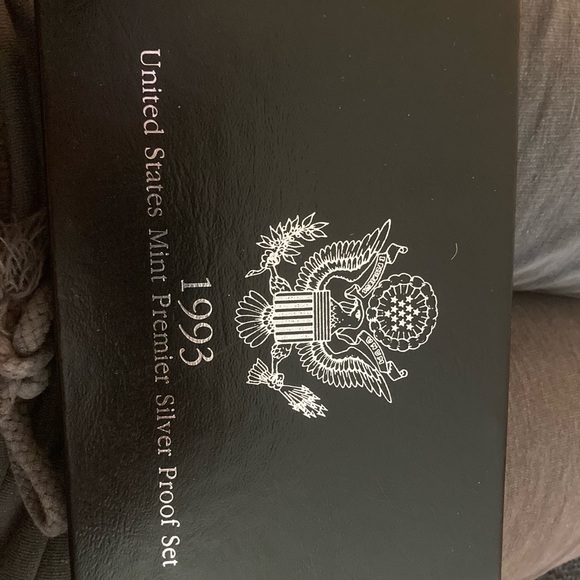 1993
United States Mint Premier Silver Proof Set